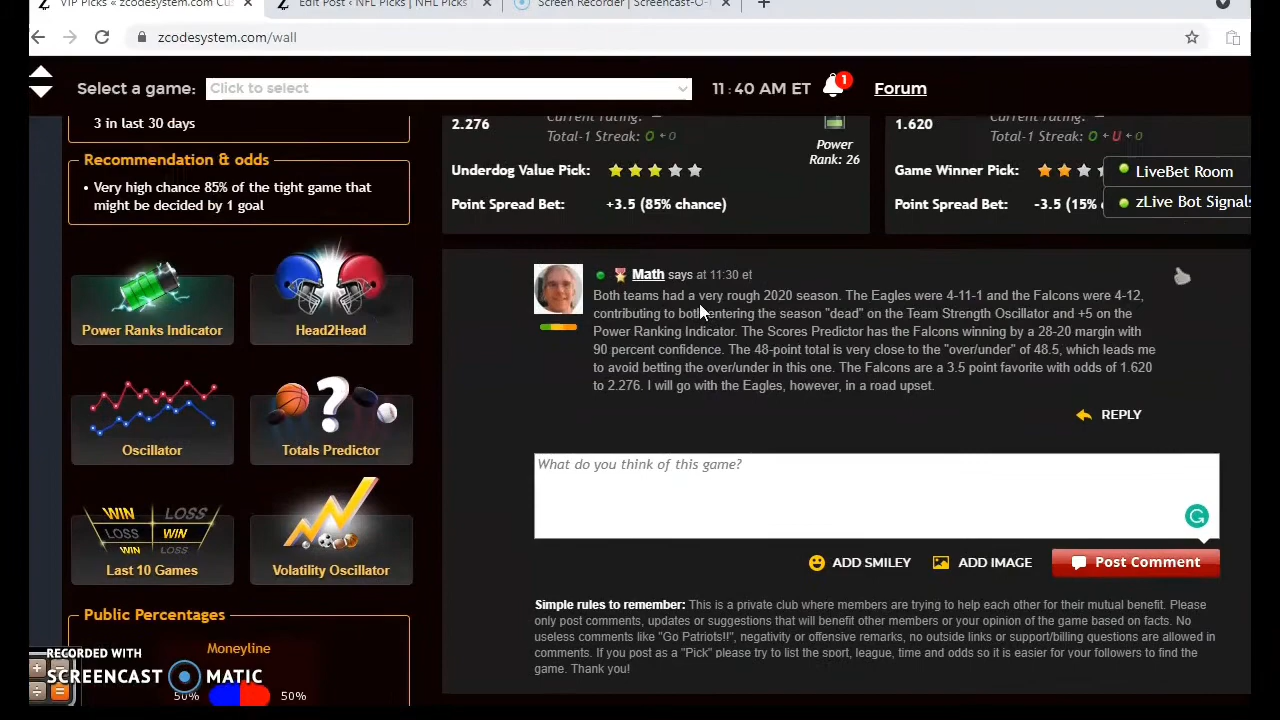 VIP Picks « zcodesystem.com Cu
Edit Post ‹ NFL Picks | NHL Picks
Screen Recorder | Screencast-O-
zcodesystem.com/wall
Select a game:
Click to select
11:40 AM ET
1
Forum
3 in last 30 days
Recommendation & odds
• Very high chance 85% of the tight game that
might be decided by 1 goal
Power Ranks Indicator
Head2Head
Oscillator
Totals Predictor
WIN LOSS
LOSS WIN
WIN LOSS
Last 10 Games
Volatility Oscillator
Public Percentages
Moneyline
50%
50%
RECORDED WITH
SCREENCAST MATIC
2.276
Current rating:
Total-1 Streak: O ← O
Power
Rank: 26
Underdog Value Pick:
Point Spread Bet:
+3.5 (85% chance)
1.620
Current rating:
Total-1 Streak: O ← U ← O
Game Winner Pick:
Point Spread Bet:
-3.5 (15%
LiveBet Room
zLive Bot Signals
Math says at 11:30 et
Both teams had a very rough 2020 season. The Eagles were 4-11-1 and the Falcons were 4-12,
contributing to both entering the season "dead" on the Team Strength Oscillator and +5 on the
Power Ranking Indicator. The Scores Predictor has the Falcons winning by a 28-20 margin with
90 percent confidence. The 48-point total is very close to the "over/under" of 48.5, which leads me
to avoid betting the over/under in this one. The Falcons are a 3.5 point favorite with odds of 1.620
to 2.276. I will go with the Eagles, however, in a road upset.
REPLY
What do you think of this game?
ADD SMILEY
ADD IMAGE
Post Comment
Simple rules to remember: This is a private club where members are trying to help each other for their mutual benefit. Please
only post comments, updates or suggestions that will benefit other members or your opinion of the game based on facts. No
useless comments like "Go Patriots!!", negativity or offensive remarks, no outside links or support/billing questions are allowed in
comments. If you post as a "Pick" please try to list the sport, league, time and odds so it is easier for your followers to find the
game. Thank you!